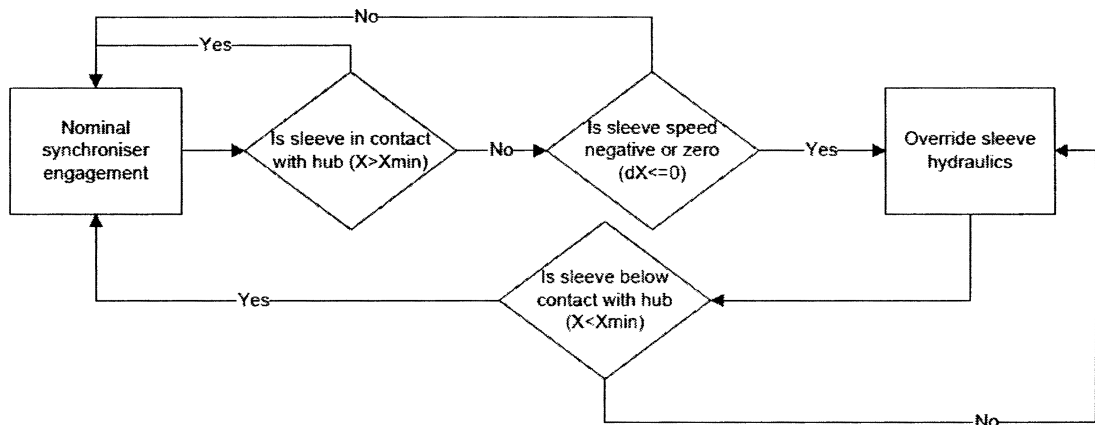 No
Yes
Nominal
synchroniser
engagement
Is sleeve in contact
with hub (X>Xmin)
No
Is sleeve speed
negative or zero
(dX<=0)
Yes
Override sleeve
hydraulics
Is sleeve below
contact with hub
(X<Xmin)
Yes
No